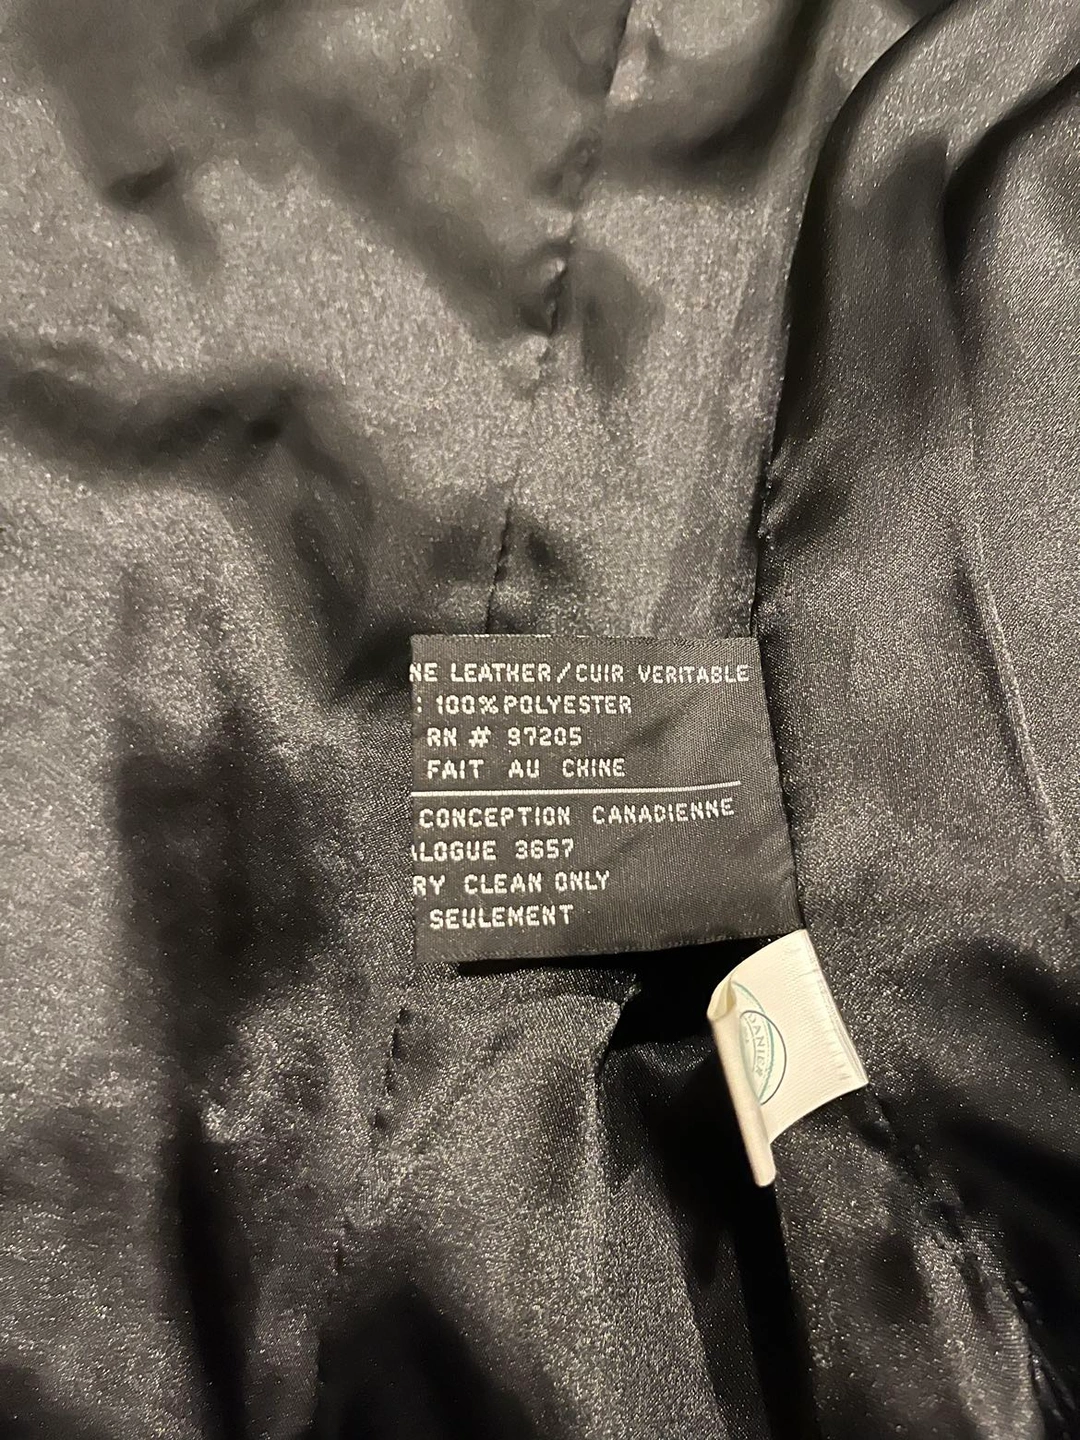 NE LEATHER/CUIR VERITABLE
: 100% POLYESTER
RN # 97205
FAIT AU CHINE
CONCEPTION CANADIENNE
ALOGUE 3657
RY CLEAN ONLY
SEULEMENT
DANIE